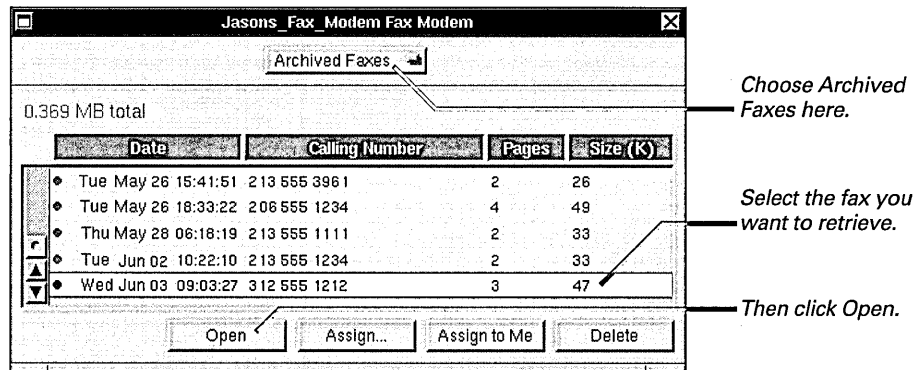 Jasons_Fax_Modem Fax Modem
Archived Faxes
Choose Archived
Faxes here.
0.369 MB total
Date Calling Number Pages Size (K)
Tue May 26 15:41:51 213 555 3961 2 26
Tue May 26 18:33:22 206 555 1234 4 49
Thu May 28 06:18:19 213 555 1111 2 33
Tue Jun 02 10:22:10 213 555 1234 2 33
Wed Jun 03 09:03:27 312 555 1212 3 47
Select the fax you
want to retrieve.
Open Assign... Assign to Me Delete
Then click Open.